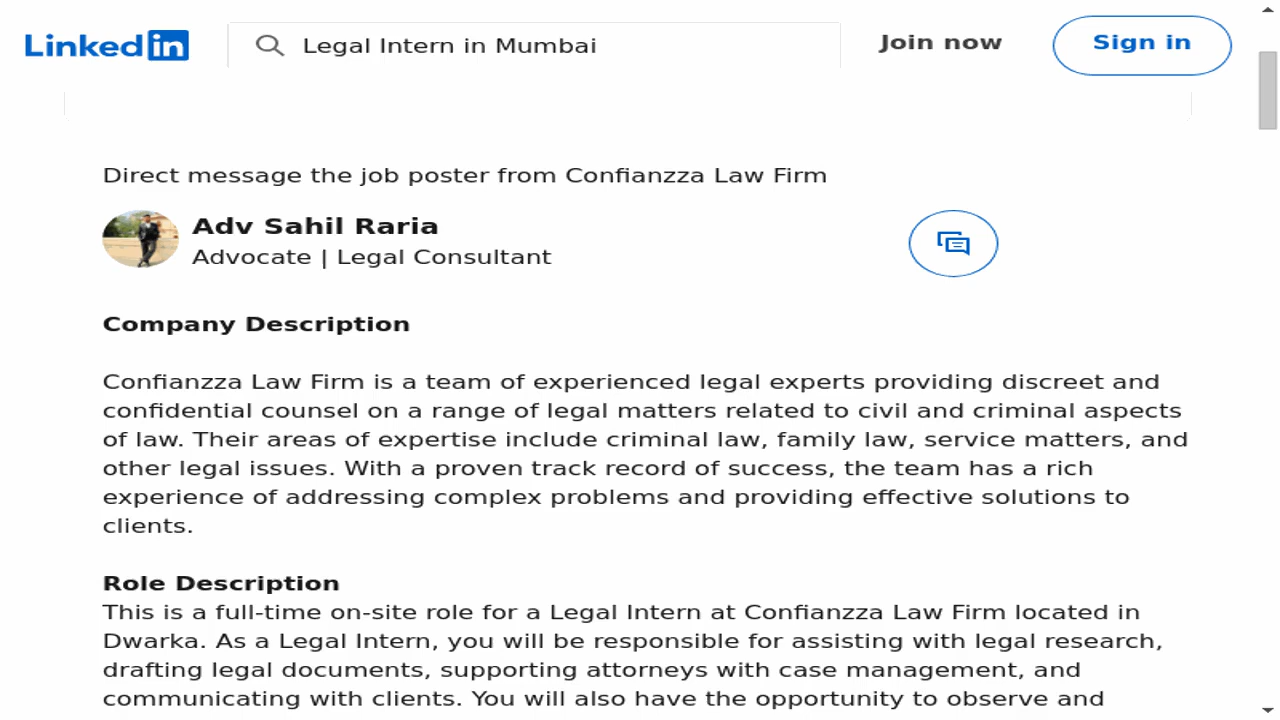 LinkedIn
Legal Intern in Mumbai
Join now
Sign in
Direct message the job poster from Confianzza Law Firm
Adv Sahil Raria
Advocate | Legal Consultant
Company Description
Confianzza Law Firm is a team of experienced legal experts providing discreet and
confidential counsel on a range of legal matters related to civil and criminal aspects
of law. Their areas of expertise include criminal law, family law, service matters, and
other legal issues. With a proven track record of success, the team has a rich
experience of addressing complex problems and providing effective solutions to
clients.
Role Description
This is a full-time on-site role for a Legal Intern at Confianzza Law Firm located in
Dwarka. As a Legal Intern, you will be responsible for assisting with legal research,
drafting legal documents, supporting attorneys with case management, and
communicating with clients. You will also have the opportunity to observe and